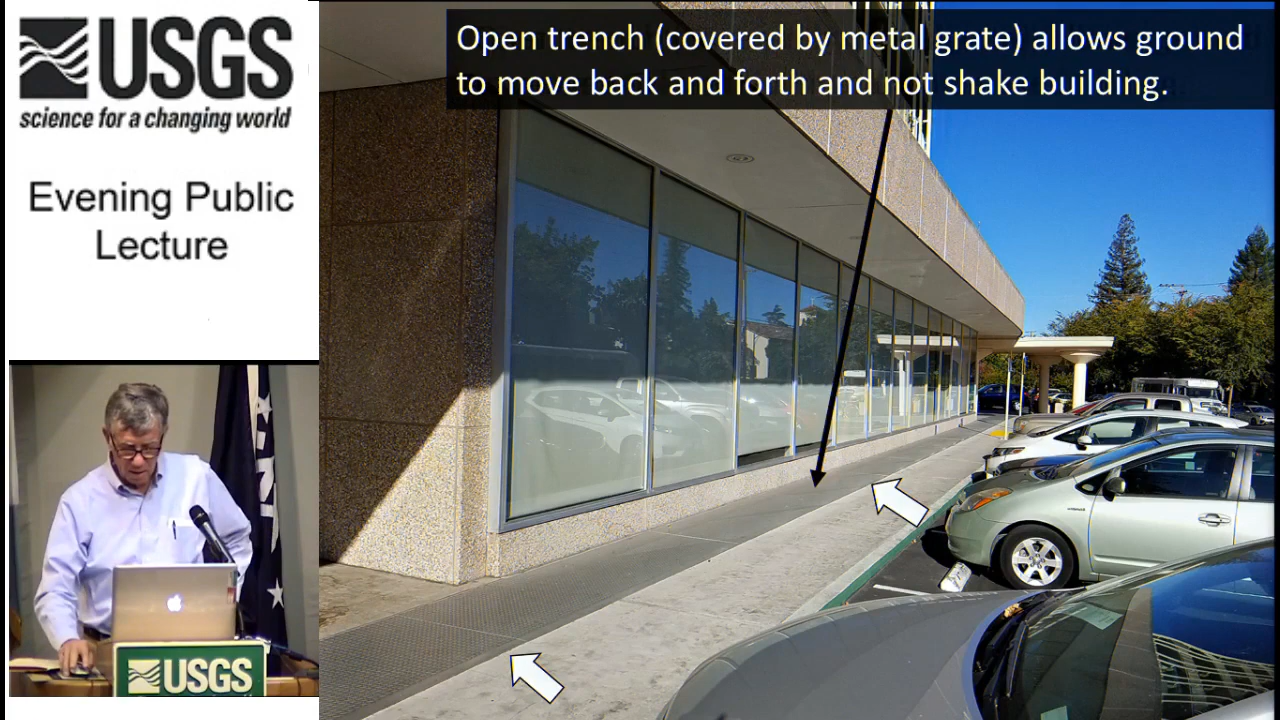 USGS
science for a changing world
Evening Public
Lecture
Open trench (covered by metal grate) allows ground
to move back and forth and not shake building.
USGS